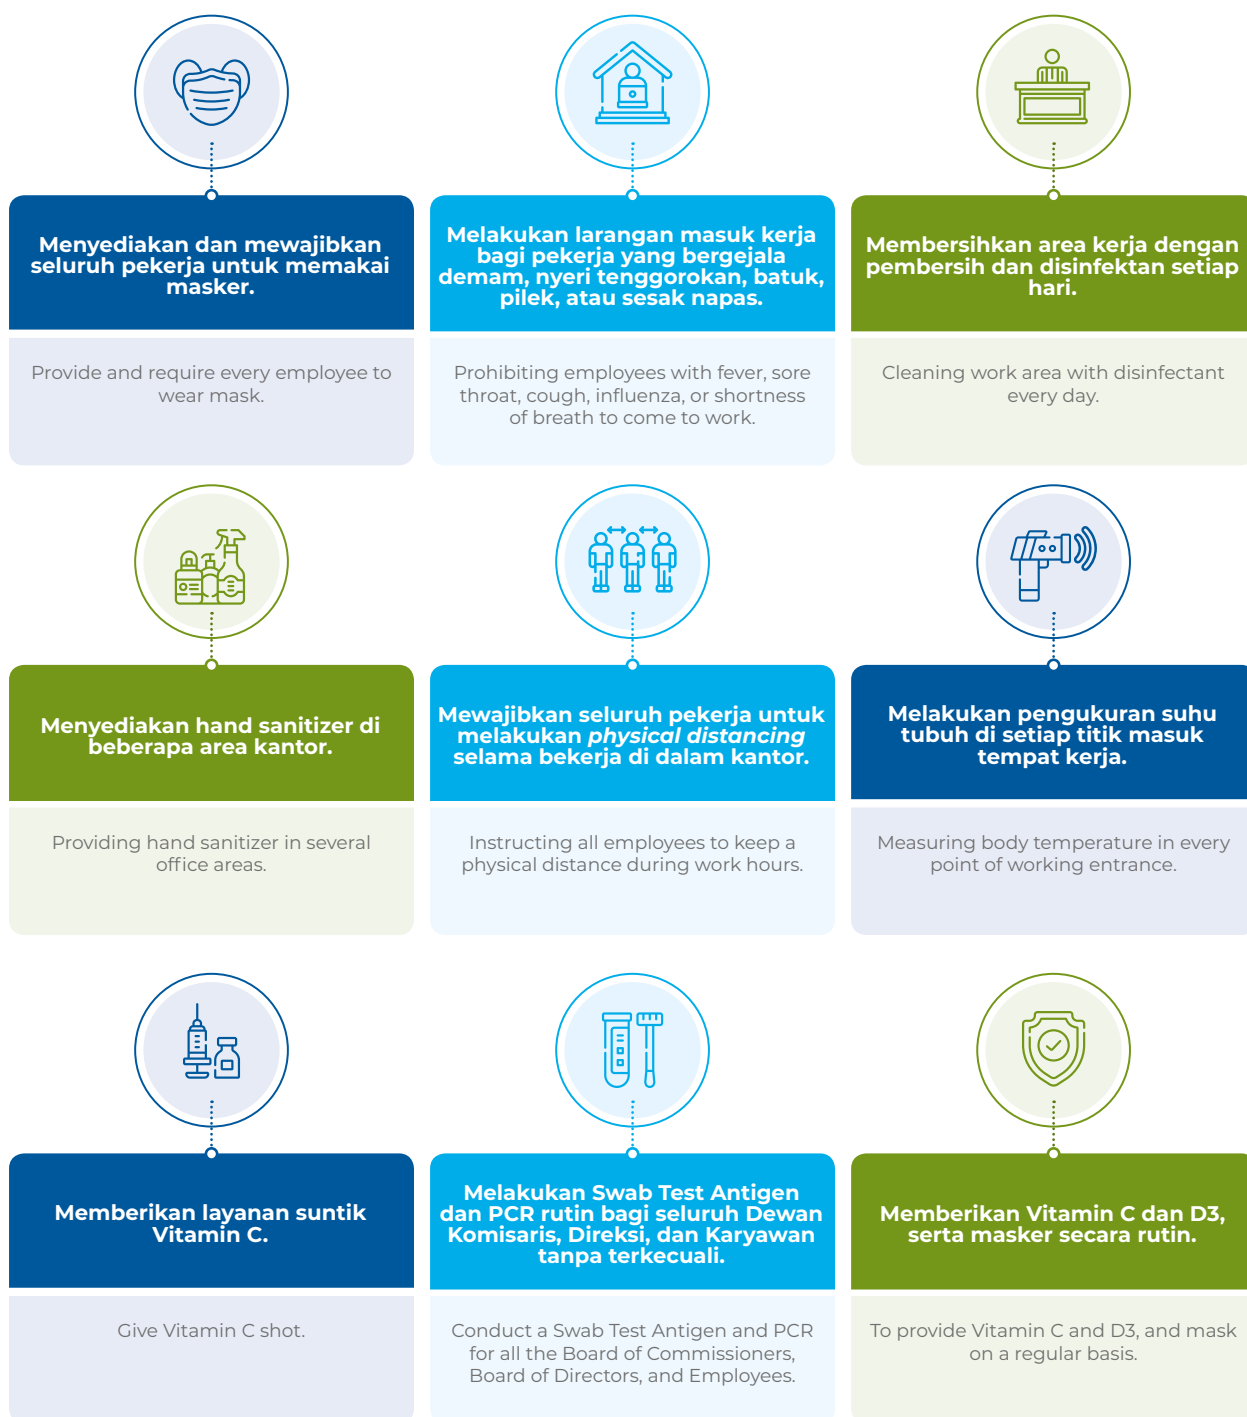 Menyediakan dan mewajibkan
seluruh pekerja untuk memakai
masker.
Provide and require every employee to
wear mask.
Melakukan larangan masuk kerja
bagi pekerja yang bergejala
demam, nyeri tenggorokan, batuk,
pilek, atau sesak napas.
Prohibiting employees with fever, sore
throat, cough, influenza, or shortness
of breath to come to work.
Membersihkan area kerja dengan
pembersih dan disinfektan setiap
hari.
Cleaning work area with disinfectant
every day.
Menyediakan hand sanitizer di
beberapa area kantor.
Providing hand sanitizer in several
office areas.
Mewajibkan seluruh pekerja untuk
melakukan physical distancing
selama bekerja di dalam kantor.
Instructing all employees to keep a
physical distance during work hours.
Melakukan pengukuran suhu
tubuh di setiap titik masuk
tempat kerja.
Measuring body temperature in every
point of working entrance.
Memberikan layanan suntik
Vitamin C.
Give Vitamin C shot.
Melakukan Swab Test Antigen
dan PCR rutin bagi seluruh Dewan
Komisaris, Direksi, dan Karyawan
tanpa terkecuali.
Conduct a Swab Test Antigen and PCR
for all the Board of Commissioners,
Board of Directors, and Employees.
Memberikan Vitamin C dan D3,
serta masker secara rutin.
To provide Vitamin C and D3, and mask
on a regular basis.